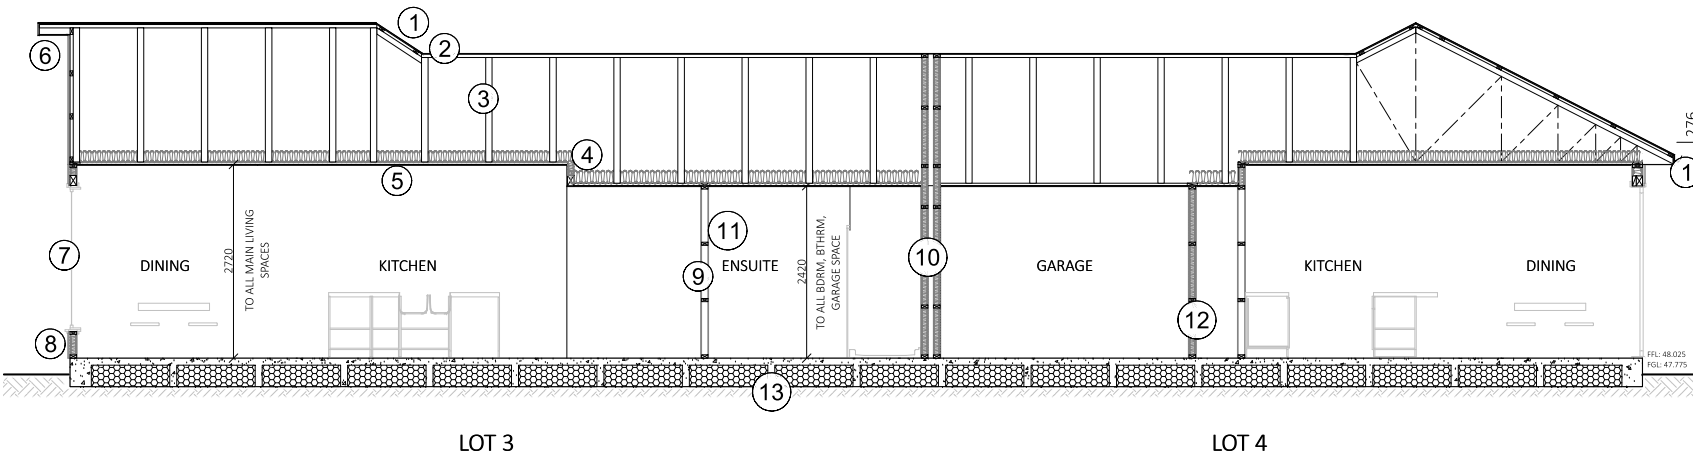 1
2
6
3
276
4
5
1
7
2720
TO ALL MAIN LIVING
SPACES
DINING
KITCHEN
11
9
ENSUITE
2420
TO ALL BDRM, BTHRM,
GARAGE SPACE
10
GARAGE
12
KITCHEN
DINING
8
FFL: 48.025
FGL: 47.775
13
LOT 3
LOT 4